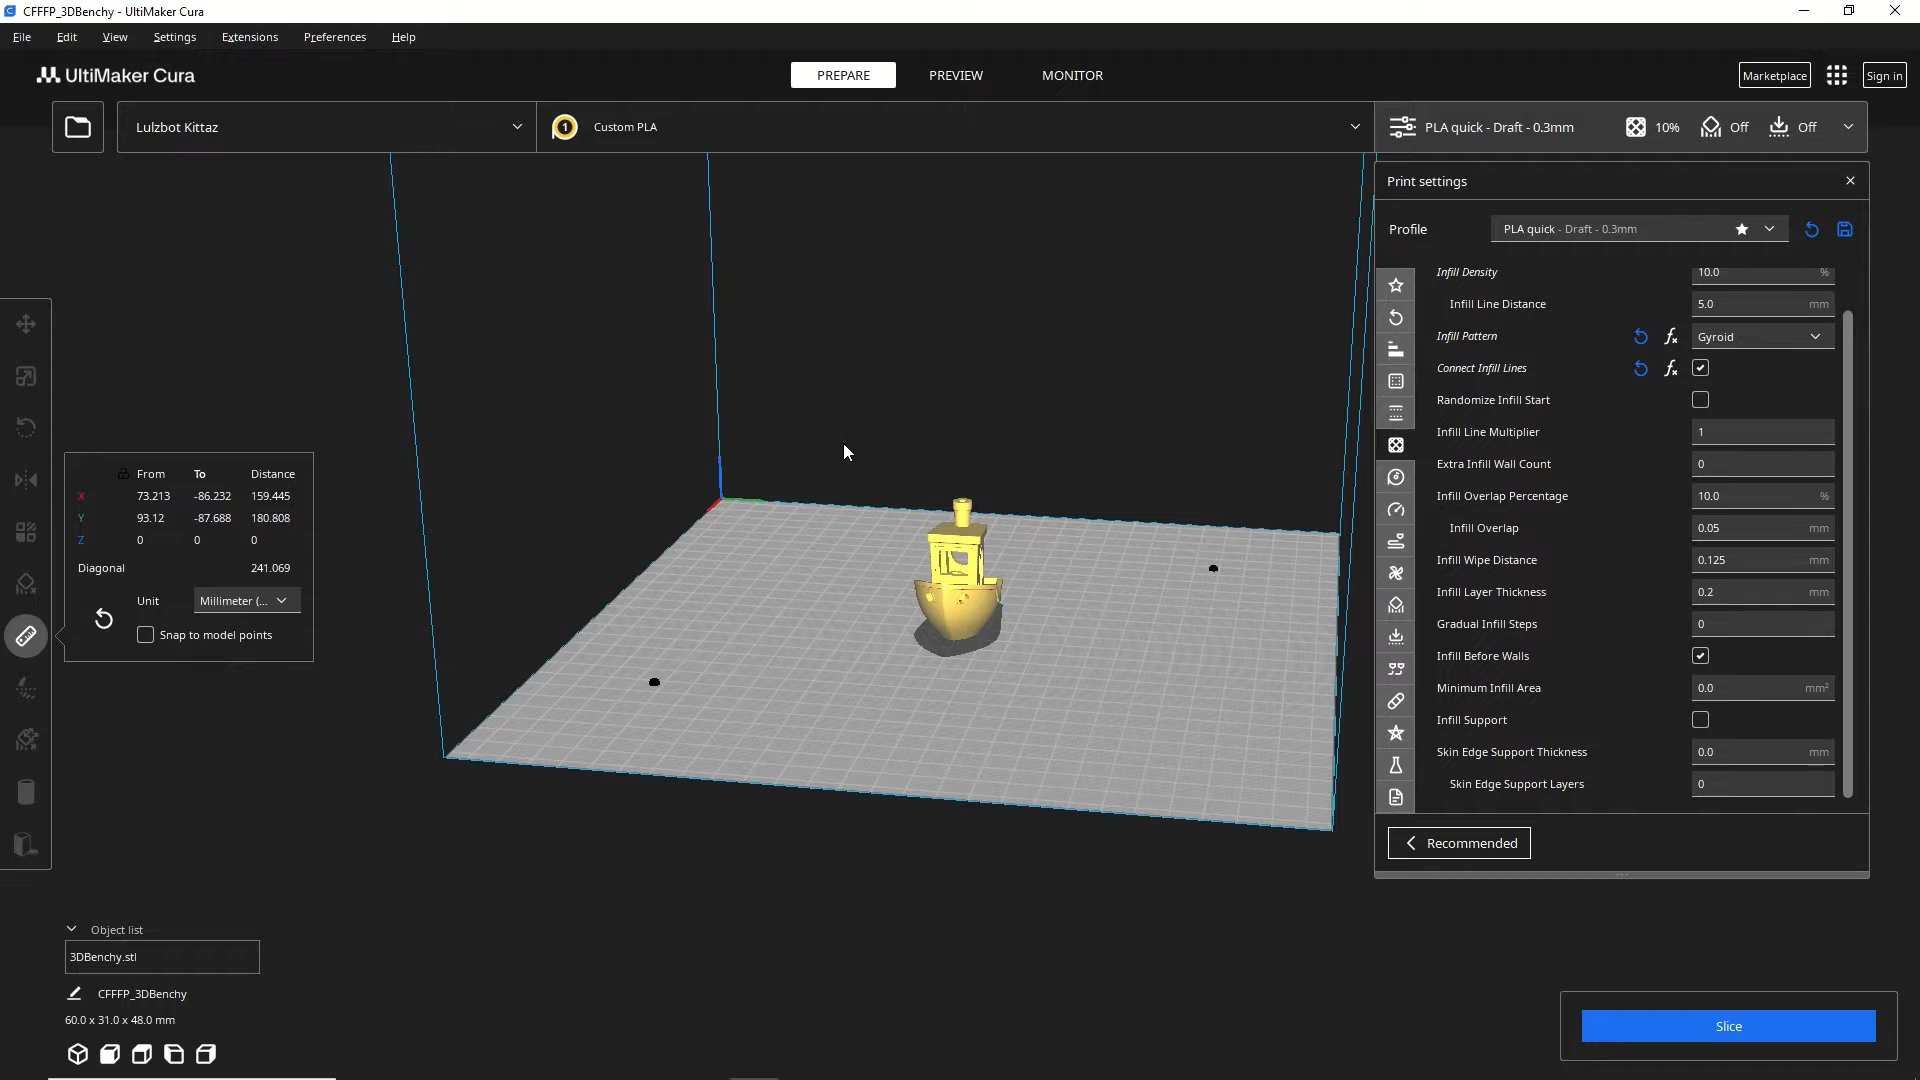 CFFFP_3DBenchy - UltiMaker Cura
File Edit View Settings Extensions Preferences Help
UltiMaker Cura
PREPARE PREVIEW MONITOR
Marketplace Sign in
Lulzbot Kittaz
1 Custom PLA
PLA quick - Draft - 0.3mm 10% Off Off
Print settings
Profile PLA quick - Draft - 0.3mm
Infill Density 10.0 %
Infill Line Distance 5.0 mm
Infill Pattern fx Gyroid
Connect Infill Lines fx
Randomize Infill Start
Infill Line Multiplier 1
Extra Infill Wall Count 0
Infill Overlap Percentage 10.0 %
Infill Overlap 0.05 mm
Infill Wipe Distance 0.125 mm
Infill Layer Thickness 0.2 mm
Gradual Infill Steps 0
Infill Before Walls
Minimum Infill Area 0.0 mm²
Infill Support
Skin Edge Support Thickness 0.0 mm
Skin Edge Support Layers 0
Recommended
From To Distance
X 73.213 -86.232 159.445
Y 93.12 -87.688 180.808
Z 0 0 0
Diagonal 241.069
Unit Millimeter (...
Snap to model points
Object list
3DBenchy.stl
CFFFP_3DBenchy
60.0 x 31.0 x 48.0 mm
Slice